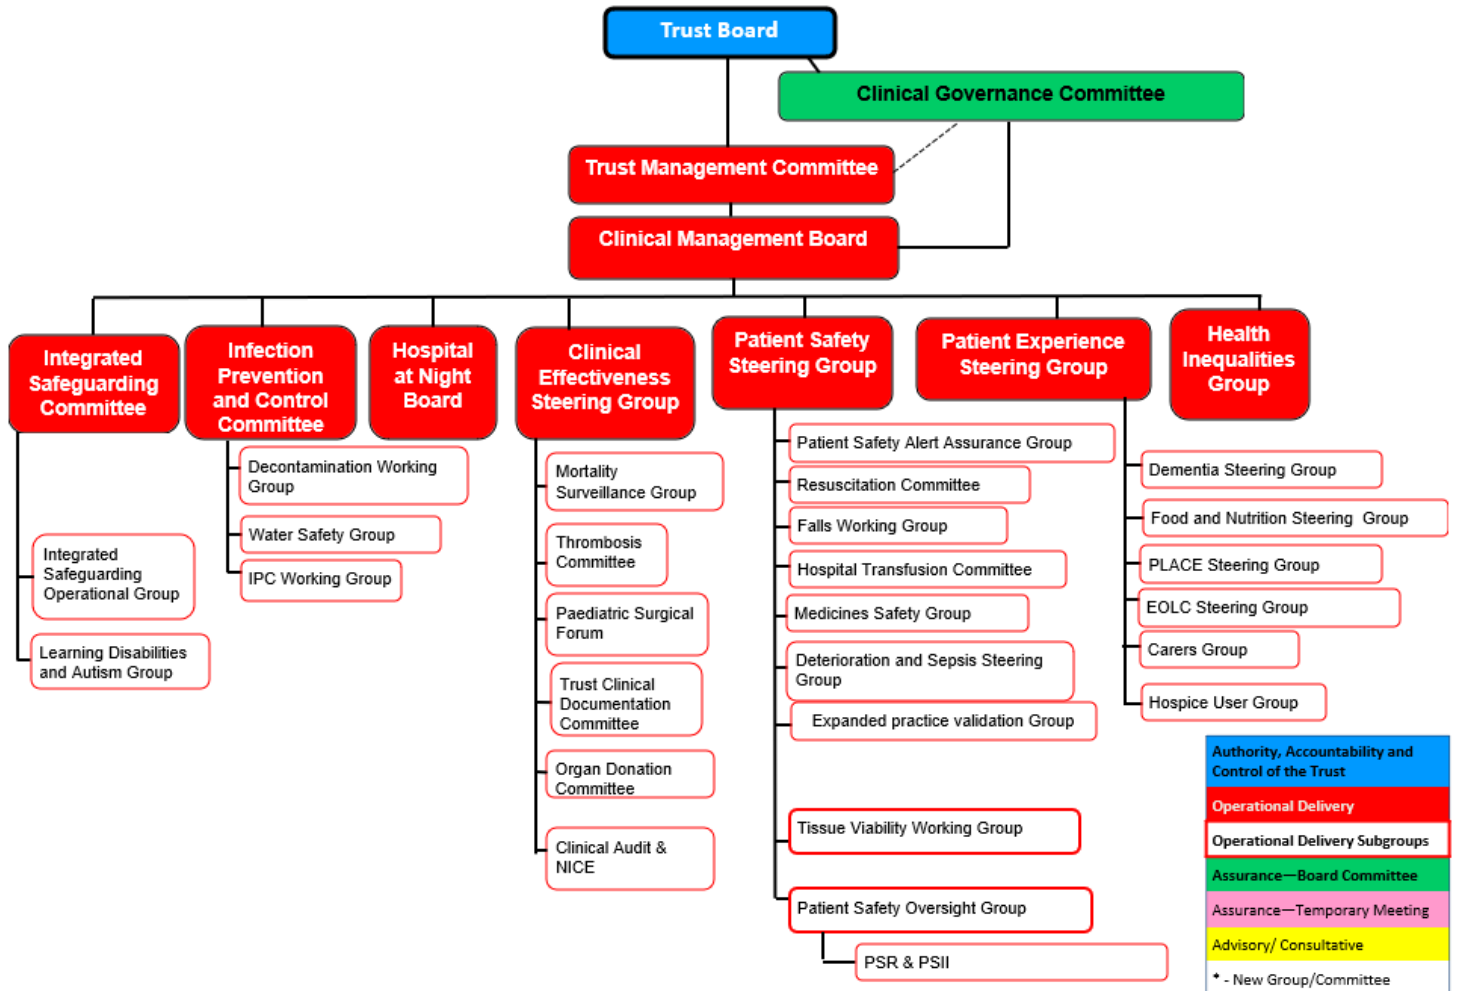 Trust Board
Clinical Governance Committee
Trust Management Committee
Clinical Management Board
Integrated
Safeguarding
Committee
Infection
Prevention
and Control
Committee
Hospital
at Night
Board
Clinical
Effectiveness
Steering Group
Patient Safety
Steering Group
Patient Experience
Steering Group
Health
Inequalities
Group
Integrated
Safeguarding
Operational Group
Learning Disabilities
and Autism Group
Decontamination Working
Group
Water Safety Group
IPC Working Group
Mortality
Surveillance Group
Thrombosis
Committee
Paediatric Surgical
Forum
Trust Clinical
Documentation
Committee
Organ Donation
Committee
Clinical Audit &
NICE
Patient Safety Alert Assurance Group
Resuscitation Committee
Falls Working Group
Hospital Transfusion Committee
Medicines Safety Group
Deterioration and Sepsis Steering
Group
Expanded practice validation Group
Tissue Viability Working Group
Patient Safety Oversight Group
PSR & PSII
Dementia Steering Group
Food and Nutrition Steering Group
PLACE Steering Group
EOLC Steering Group
Carers Group
Hospice User Group
Authority, Accountability and
Control of the Trust
Operational Delivery
Operational Delivery Subgroups
Assurance—Board Committee
Assurance—Temporary Meeting
Advisory/ Consultative
* - New Group/Committee